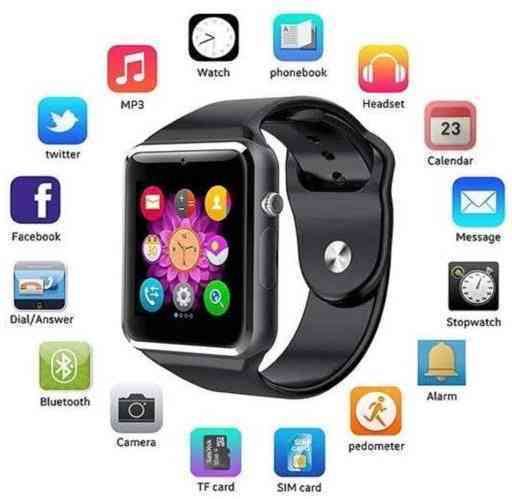 Watch
phonebook
MP3
Headset
23
Calendar
twitter
f
Facebook
Message
Dial/Answer
Stopwatch
Bluetooth
Alarm
Camera
pedometer
TF card
SIM
SIM card